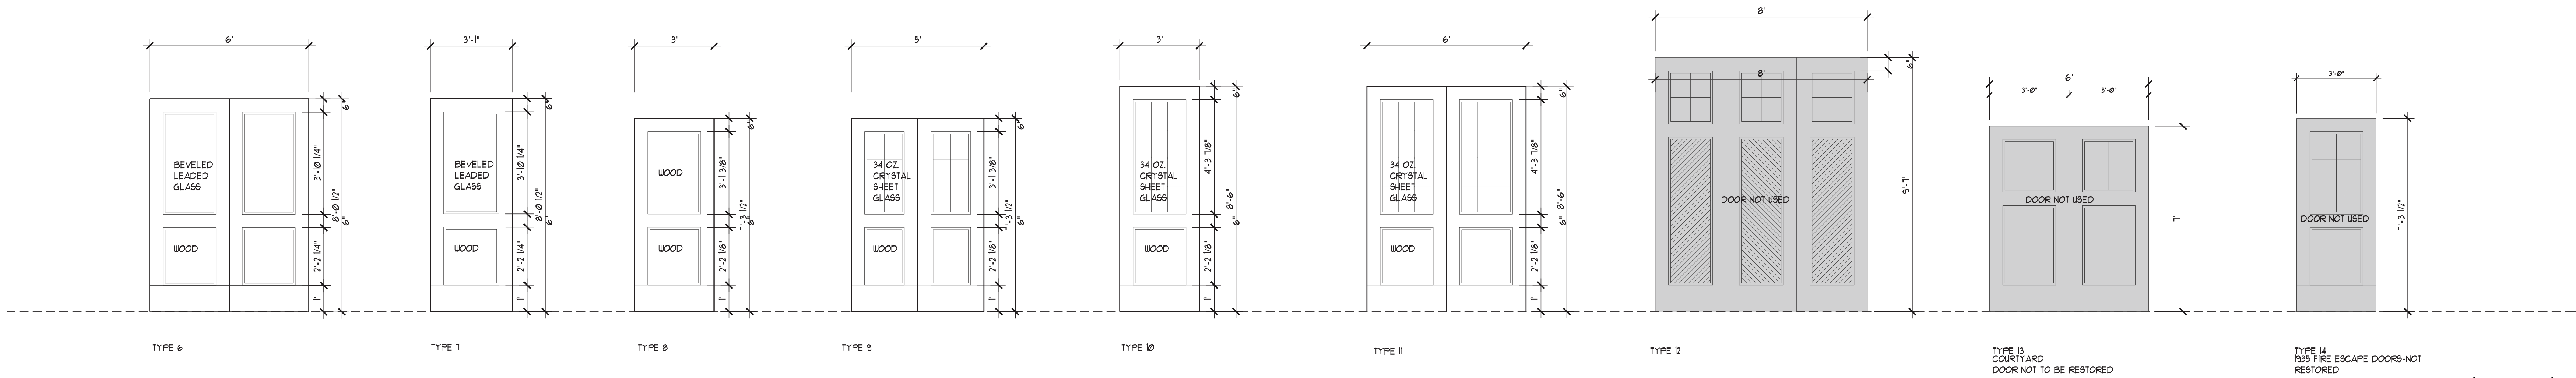 6'
6"
3'-10 1/4"
8'-0 1/2"
6"
2'-2 1/4"
1'
BEVELED
LEADED
GLASS
WOOD
TYPE 6
3'-1"
6"
3'-10 1/4"
8'-0 1/2"
6"
2'-2 1/4"
1'
BEVELED
LEADED
GLASS
WOOD
TYPE 7
3'
6"
3'-1 3/8"
7'-3 1/2"
6"
2'-2 1/8"
1'
WOOD
WOOD
TYPE 8
5'
6"
3'-1 3/8"
7'-3 1/2"
6"
2'-2 1/8"
1'
34 OZ.
CRYSTAL
SHEET
GLASS
WOOD
TYPE 9
3'
6"
4'-3 7/8"
8'-6"
6"
2'-2 1/8"
1'
34 OZ.
CRYSTAL
SHEET
GLASS
WOOD
TYPE 10
6'
6"
4'-3 7/8"
8'-6"
6"
2'-2 1/8"
1'
34 OZ.
CRYSTAL
SHEET
GLASS
WOOD
TYPE 11
8'
8'
6"
9'-7"
DOOR NOT USED
TYPE 12
6'
3'-0"
3'-0"
7'
DOOR NOT USED
TYPE 13
COURTYARD
DOOR NOT TO BE RESTORED
3'-0"
7'-3 1/2"
DOOR NOT USED
TYPE 14
1935 FIRE ESCAPE DOORS-NOT
RESTORED